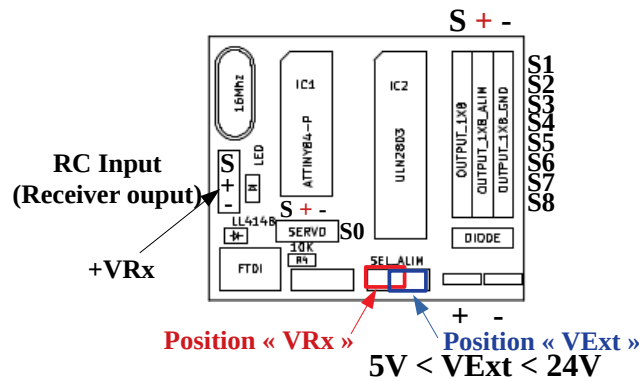 S + -
16Mhz
IC1
ATTINY84-P
IC2
ULN2803
OUTPUT_1X8
OUTPUT_1X8_ALIM
OUTPUT_1X8_GND
S1
S2
S3
S4
S5
S6
S7
S8
RC Input
(Receiver ouput)
S
+
-
LED
LL4148
S + -
SERVO
S0
10K
R4
FTDI
SEL_ALIM
DIODE
+VRx
+ -
Position « VRx »
Position « VExt »
5V < VExt < 24V